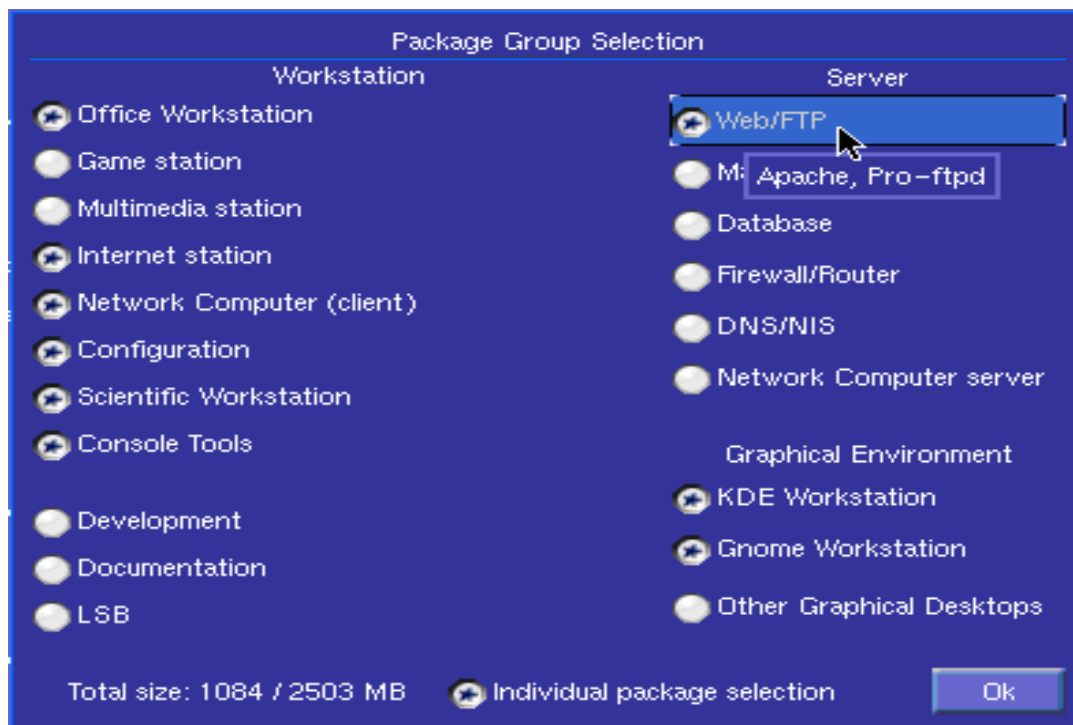 Package Group Selection
Workstation
Office Workstation
Game station
Multimedia station
Internet station
Network Computer (client)
Configuration
Scientific Workstation
Console Tools
Development
Documentation
LSB
Server
Web/FTP
Apache, Pro-ftpd
Database
Firewall/Router
DNS/NIS
Network Computer server
Graphical Environment
KDE Workstation
Gnome Workstation
Other Graphical Desktops
Total size: 1084 / 2503 MB
Individual package selection
Ok